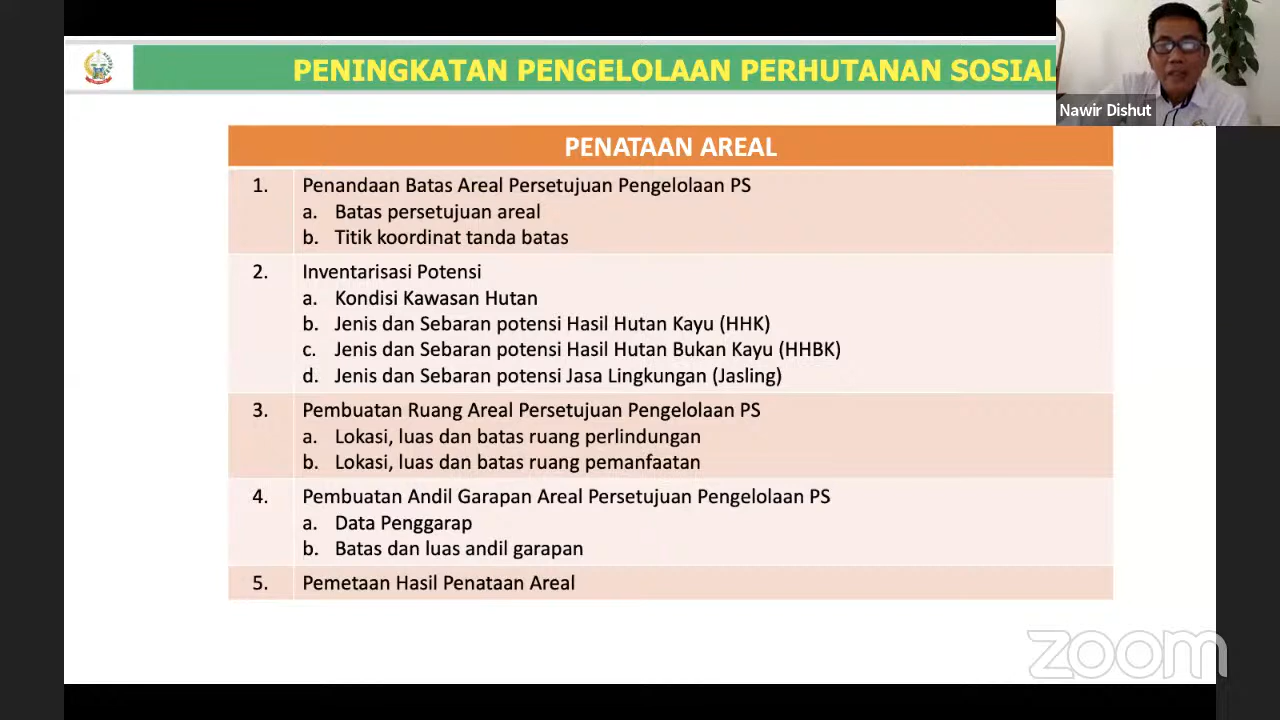 PENINGKATAN PENGELOLAAN PERHUTANAN SOSIAL
Nawir Dishut
PENATAAN AREAL
1. Penandaan Batas Areal Persetujuan Pengelolaan PS
a. Batas persetujuan areal
b. Titik koordinat tanda batas
2. Inventarisasi Potensi
a. Kondisi Kawasan Hutan
b. Jenis dan Sebaran potensi Hasil Hutan Kayu (HHK)
c. Jenis dan Sebaran potensi Hasil Hutan Bukan Kayu (HHBK)
d. Jenis dan Sebaran potensi Jasa Lingkungan (Jasling)
3. Pembuatan Ruang Areal Persetujuan Pengelolaan PS
a. Lokasi, luas dan batas ruang perlindungan
b. Lokasi, luas dan batas ruang pemanfaatan
4. Pembuatan Andil Garapan Areal Persetujuan Pengelolaan PS
a. Data Penggarap
b. Batas dan luas andil garapan
5. Pemetaan Hasil Penataan Areal
zoom